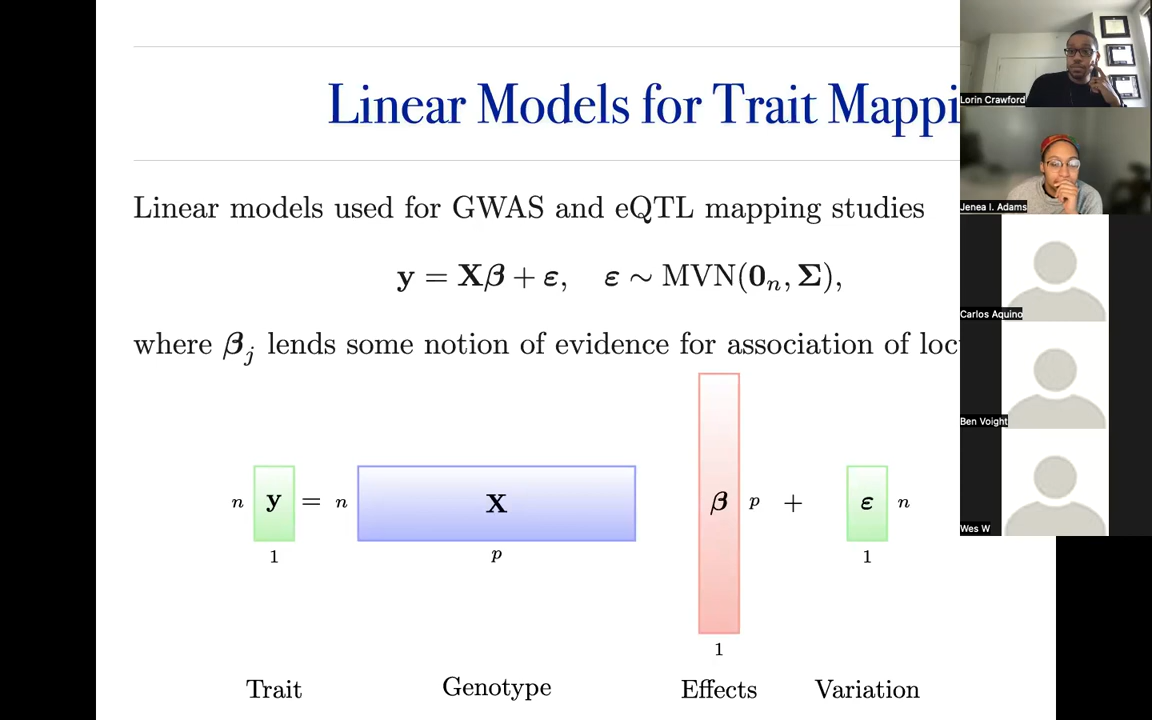 Linear Models for Trait Mappi
Linear models used for GWAS and eQTL mapping studies
y = Xβ + ε, ε ∼ MVN(0ₙ, Σ),
where βⱼ lends some notion of evidence for association of loc
n y = n X β p + ε n
1 p 1 1
Trait Genotype Effects Variation
Lorin Crawford
Jenea I. Adams
Carlos Aquino
Ben Voight
Wes W